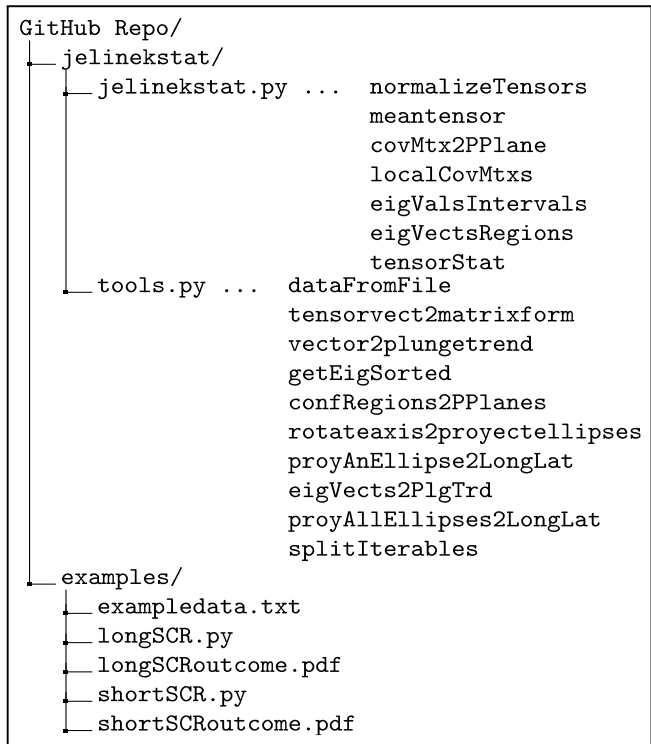 GitHub Repo/
jelinekstat/
jelinekstat.py ... normalizeTensors
meantensor
covMtx2PPlane
localCovMtxs
eigValsIntervals
eigVectsRegions
tensorStat
tools.py ... dataFromFile
tensorvect2matrixform
vector2plungetrend
getEigSorted
confRegions2PPlanes
rotateaxis2proyectellipses
proyAnEllipse2LongLat
eigVects2PlgTrd
proyAllEllipses2LongLat
splitIterables
examples/
exampledata.txt
longSCR.py
longSCRoutcome.pdf
shortSCR.py
shortSCRoutcome.pdf